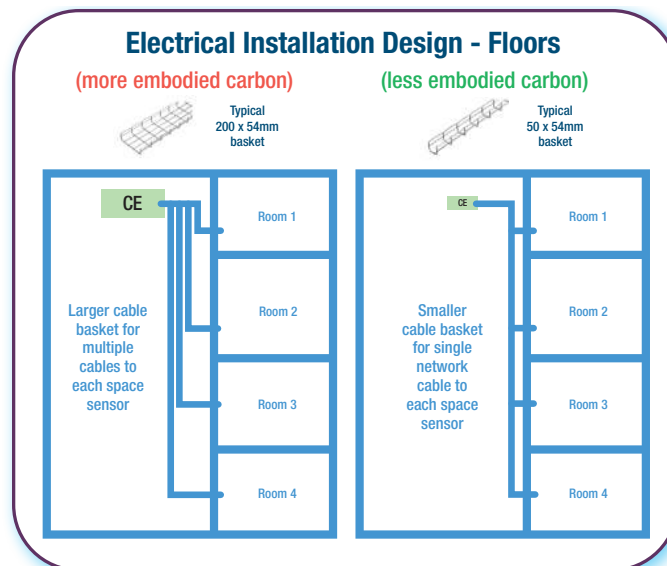 Electrical Installation Design - Floors
(more embodied carbon)
(less embodied carbon)
Typical
200 x 54mm
basket
Typical
50 x 54mm
basket
CE
Room 1
Room 2
Room 3
Room 4
Larger cable
basket for
multiple
cables to
each space
sensor
CE
Room 1
Room 2
Room 3
Room 4
Smaller
cable basket
for single
network
cable to
each space
sensor